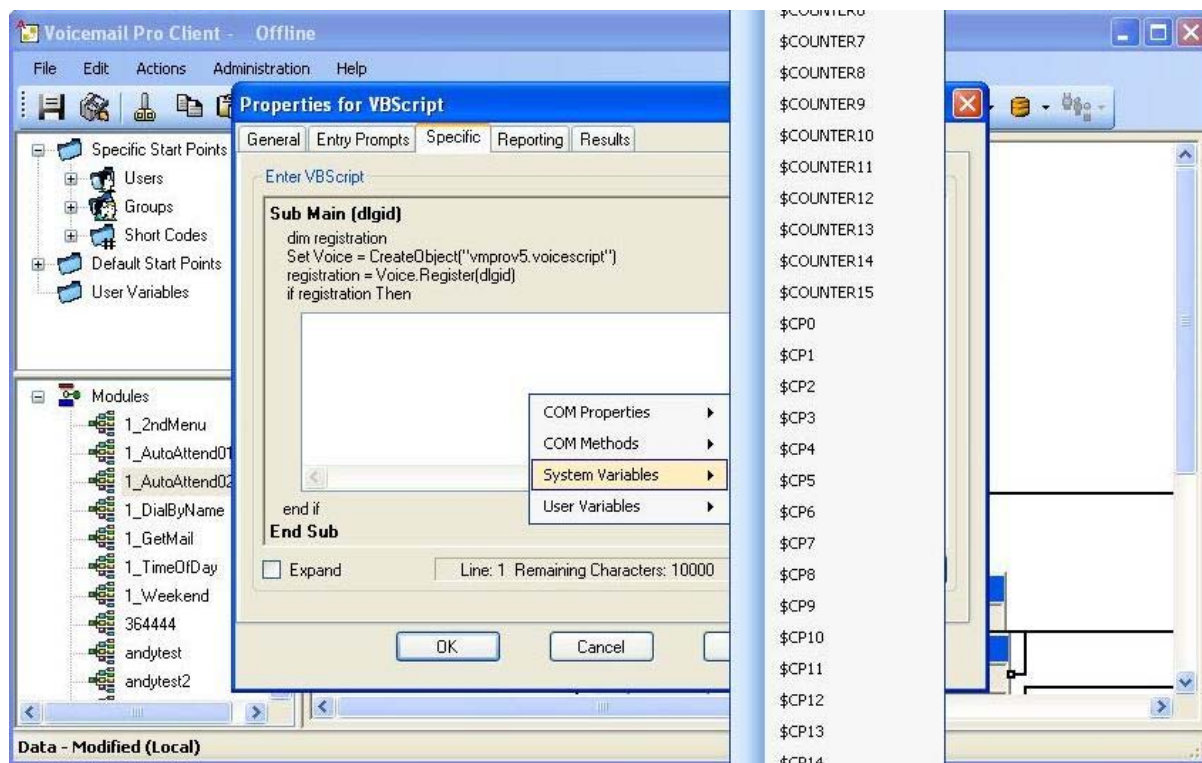 Voicemail Pro Client - Offline
File Edit Actions Administration Help
Specific Start Points
Users
Groups
Short Codes
Default Start Points
User Variables
Modules
1_2ndMenu
1_AutoAttend01
1_AutoAttend02
1_DialByName
1_GetMail
1_TimeOfDay
1_Weekend
364444
andytest
andytest2
Data - Modified (Local)
Properties for VBScript
General Entry Prompts Specific Reporting Results
Enter VBScript
Sub Main (dlgid)
dim registration
Set Voice = CreateObject("vmprov5.voicescript")
registration = Voice.Register(dlgid)
if registration Then
end if
End Sub
Expand
Line: 1 Remaining Characters: 10000
OK
Cancel
COM Properties
COM Methods
System Variables
User Variables
$COUNTER6
$COUNTER7
$COUNTER8
$COUNTER9
$COUNTER10
$COUNTER11
$COUNTER12
$COUNTER13
$COUNTER14
$COUNTER15
$CP0
$CP1
$CP2
$CP3
$CP4
$CP5
$CP6
$CP7
$CP8
$CP9
$CP10
$CP11
$CP12
$CP13
$CP14